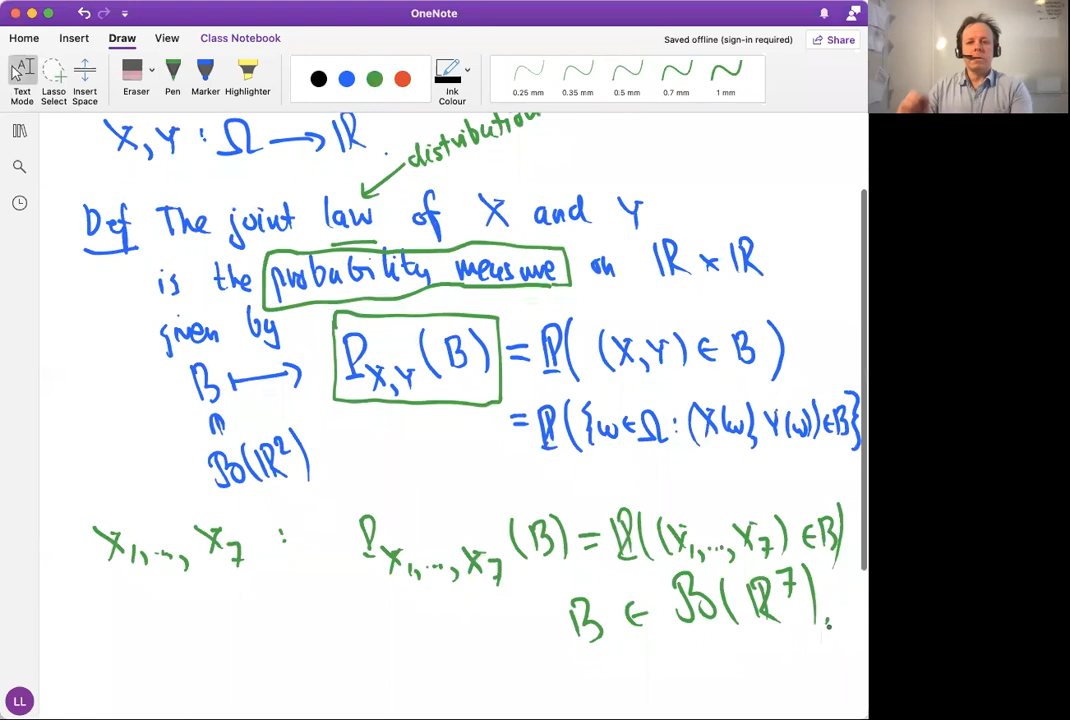 OneNote
Home Insert Draw View Class Notebook
Saved offline (sign-in required) Share
Text Mode Lasso Select Insert Space Eraser Pen Marker Highlighter Ink Colour 0.25 mm 0.35 mm 0.5 mm 0.7 mm 1 mm
X, Y : Ω → ℝ.
distribution
Def The joint law of X and Y
is the probability measure on ℝ × ℝ
given by
B ↦ ℙ_{X,Y}(B) = ℙ( (X,Y) ∈ B )
= ℙ({ω ∈ Ω : (X(ω), Y(ω)) ∈ B}
∈
𝓑(ℝ²)
X₁,…, X₇ : ℙ_{X₁,…,X₇}(B) = ℙ((X₁,…, X₇) ∈ B)
B ∈ 𝓑(ℝ⁷).
LL